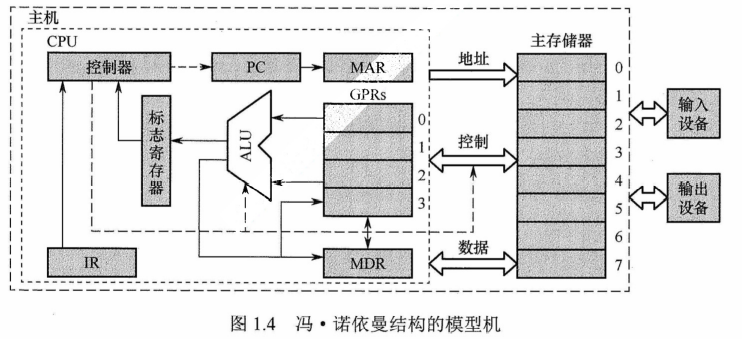 主机
CPU
控制器
PC
MAR
地址
主存储器
GPRs
标志寄存器
ALU
0
1
2
3
控制
IR
MDR
数据
0
1
2
3
4
5
6
7
输入
设备
输出
设备
图 1.4 冯·诺依曼结构的模型机